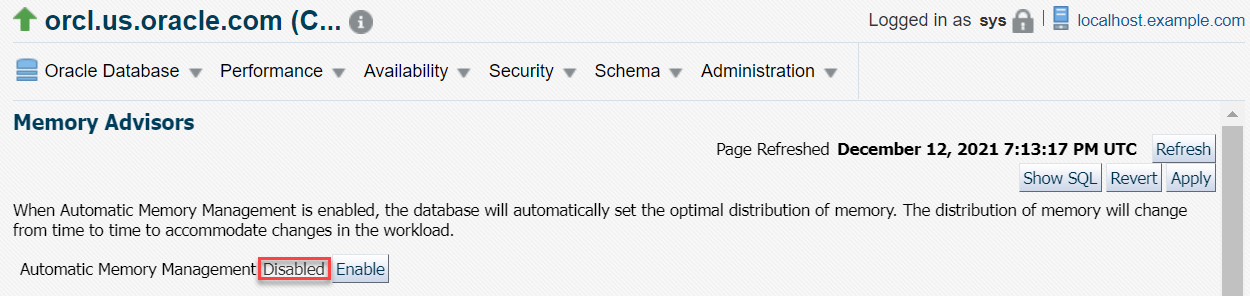 orcl.us.oracle.com (C...
Logged in as sys
localhost.example.com
Oracle Database Performance Availability Security Schema Administration
Memory Advisors
Page Refreshed December 12, 2021 7:13:17 PM UTC Refresh
Show SQL Revert Apply
When Automatic Memory Management is enabled, the database will automatically set the optimal distribution of memory. The distribution of memory will change
from time to time to accommodate changes in the workload.
Automatic Memory Management Disabled Enable